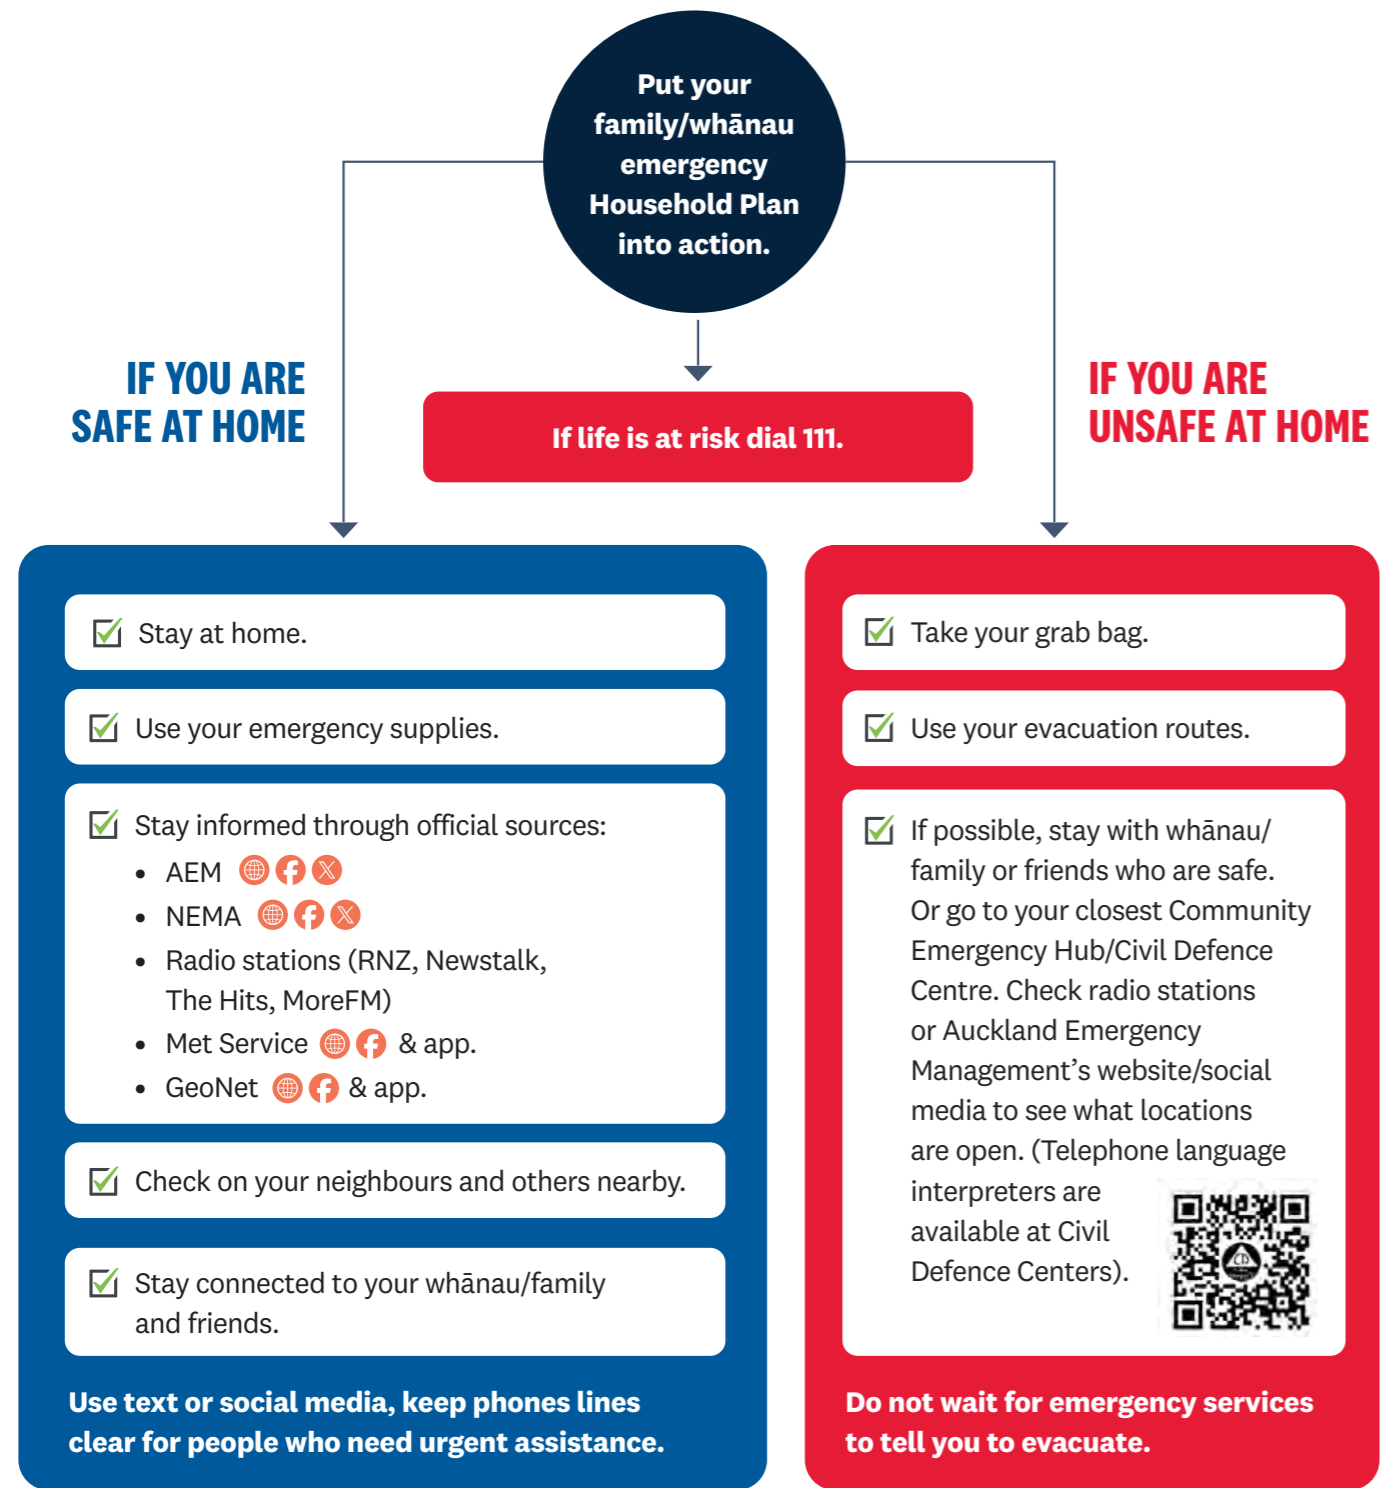 Put your
family/whānau
emergency
Household Plan
into action.
IF YOU ARE
SAFE AT HOME
If life is at risk dial 111.
IF YOU ARE
UNSAFE AT HOME
Stay at home.
Use your emergency supplies.
Stay informed through official sources:
• AEM
• NEMA
• Radio stations (RNZ, Newstalk,
The Hits, MoreFM)
• Met Service & app.
• GeoNet & app.
Check on your neighbours and others nearby.
Stay connected to your whānau/family
and friends.
Use text or social media, keep phones lines
clear for people who need urgent assistance.
Take your grab bag.
Use your evacuation routes.
If possible, stay with whānau/
family or friends who are safe.
Or go to your closest Community
Emergency Hub/Civil Defence
Centre. Check radio stations
or Auckland Emergency
Management’s website/social
media to see what locations
are open. (Telephone language
interpreters are
available at Civil
Defence Centers).
CD
Do not wait for emergency services
to tell you to evacuate.